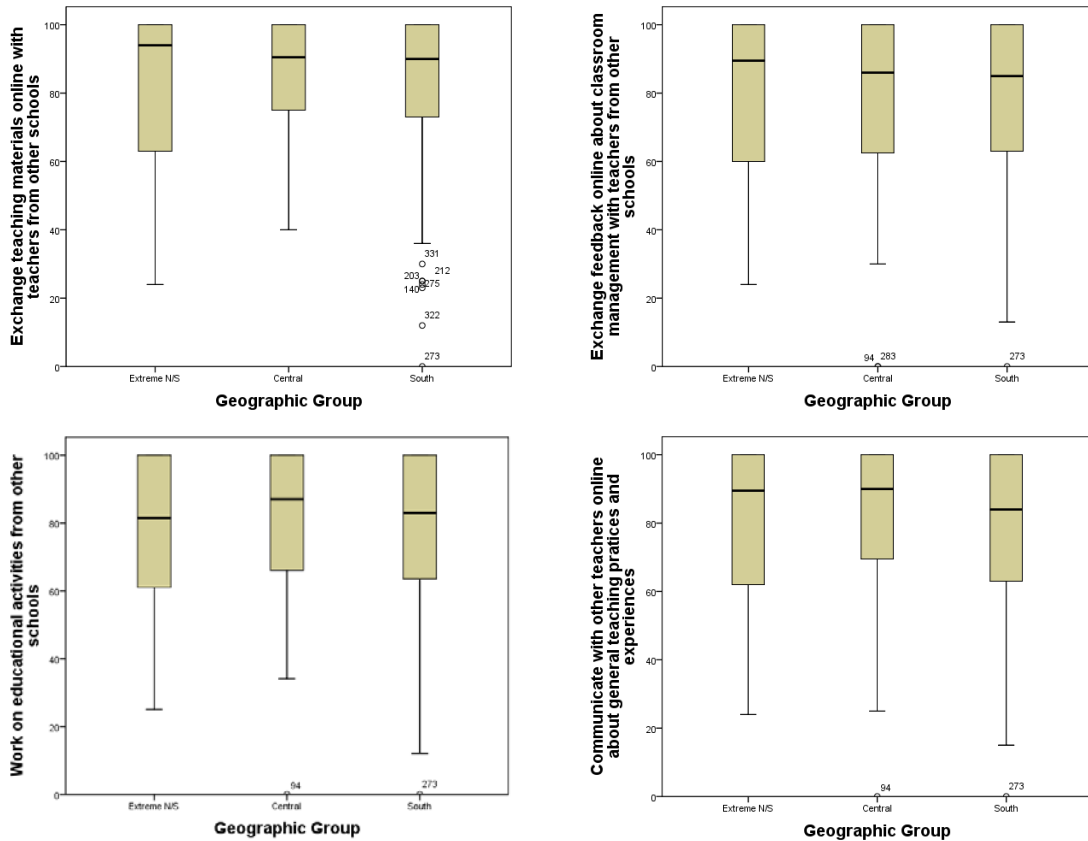 Exchange teaching materials online with
teachers from other schools
100
80
60
40
20
0
331
212
203
275
140
322
273
Extreme N/S
Central
South
Geographic Group
Exchange feedback online about classroom
management with teachers from other
schools
100
80
60
40
20
0
94
283
273
Extreme N/S
Central
South
Geographic Group
Work on educational activities from other
schools
100
80
60
40
20
0
94
273
Extreme N/S
Central
South
Geographic Group
Communicate with other teachers online
about general teaching pratices and
experiences
100
80
60
40
20
0
94
273
Extreme N/S
Central
South
Geographic Group